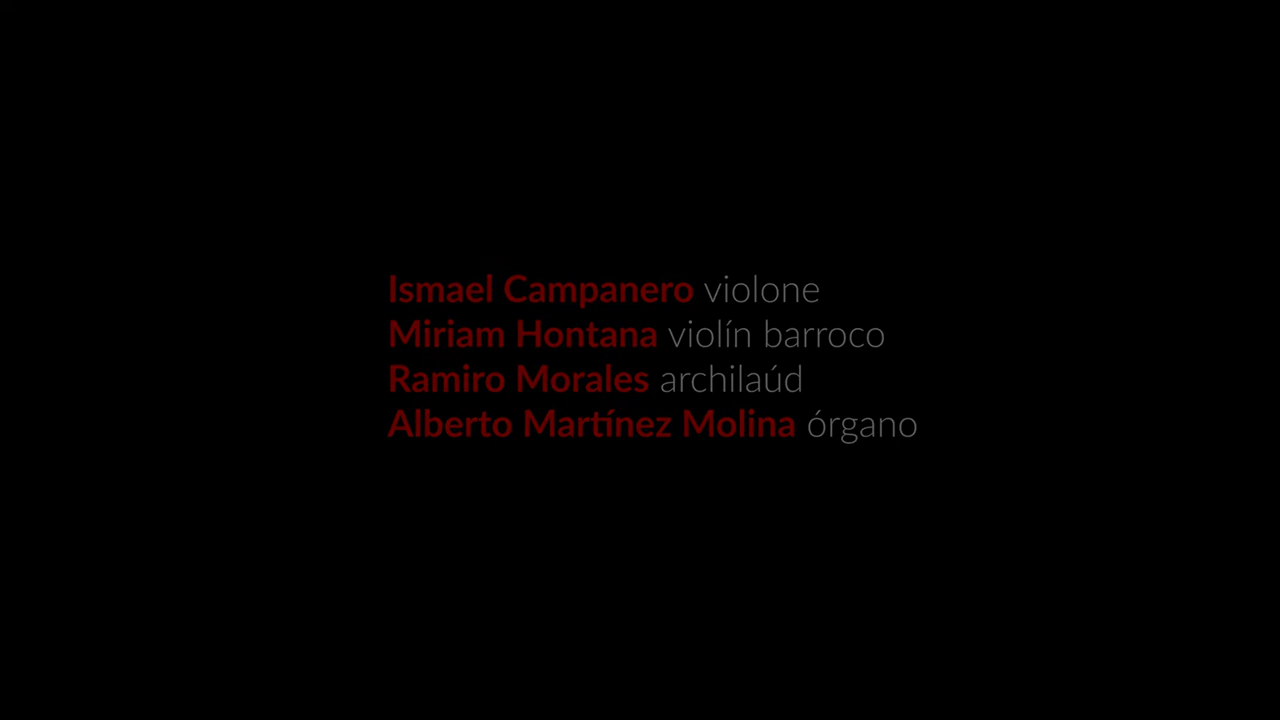 Ismael Campanero violone
Miriam Hontana violín barroco
Ramiro Morales archilaúd
Alberto Martínez Molina órgano